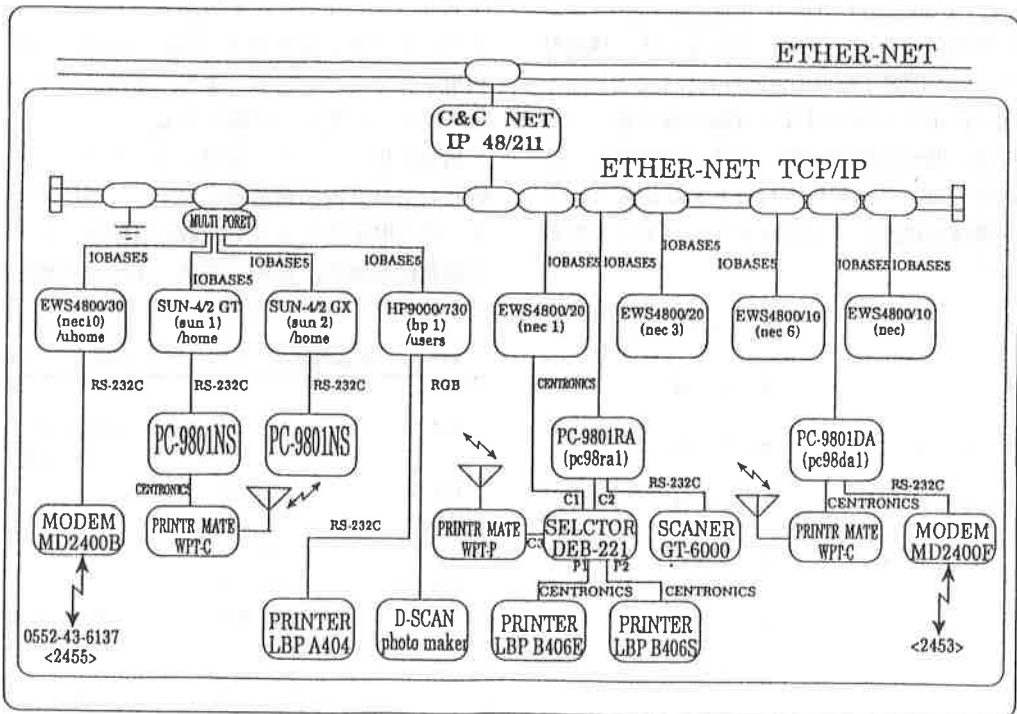 ETHER-NET
C&C NET
IP 48/211
ETHER-NET TCP/IP
MULTI PORET
IOBASE5
IOBASE5
IOBASE5
IOBASE5
IOBASE5
IOBASE5
IOBASE5
IOBASE5
IOBASE5
IOBASE5
EWS4800/30
(neci0)
/uhome
SUN-4/2 GT
(sun 1)
/home
SUN-4/2 GX
(sun 2)
/home
HP9000/730
(hp 1)
/users
EWS4800/20
(nec 1)
EWS4800/20
(nec 3)
EWS4800/10
(nec 6)
EWS4800/10
(nec)
RS-232C
RS-232C
RS-232C
RGB
CENTRONICS
PC-9801NS
PC-9801NS
PC-9801RA
(pc98ra1)
PC-9801DA
(pc98da1)
CENTRONICS
RS-232C
C1
C2
RS-232C
RS-232C
CENTRONICS
MODEM
MD2400B
PRINTR MATE
WPT-C
PRINTR MATE
WPT-P
C3
SELCTOR
DEB-221
SCANER
GT-6000
PRINTR MATE
WPT-C
MODEM
MD2400F
P1
P2
CENTRONICS
CENTRONICS
0552-43-6137
<2455>
PRINTER
LBP A404
D-SCAN
photo maker
PRINTER
LBP B406E
PRINTER
LBP B406S
<2453>